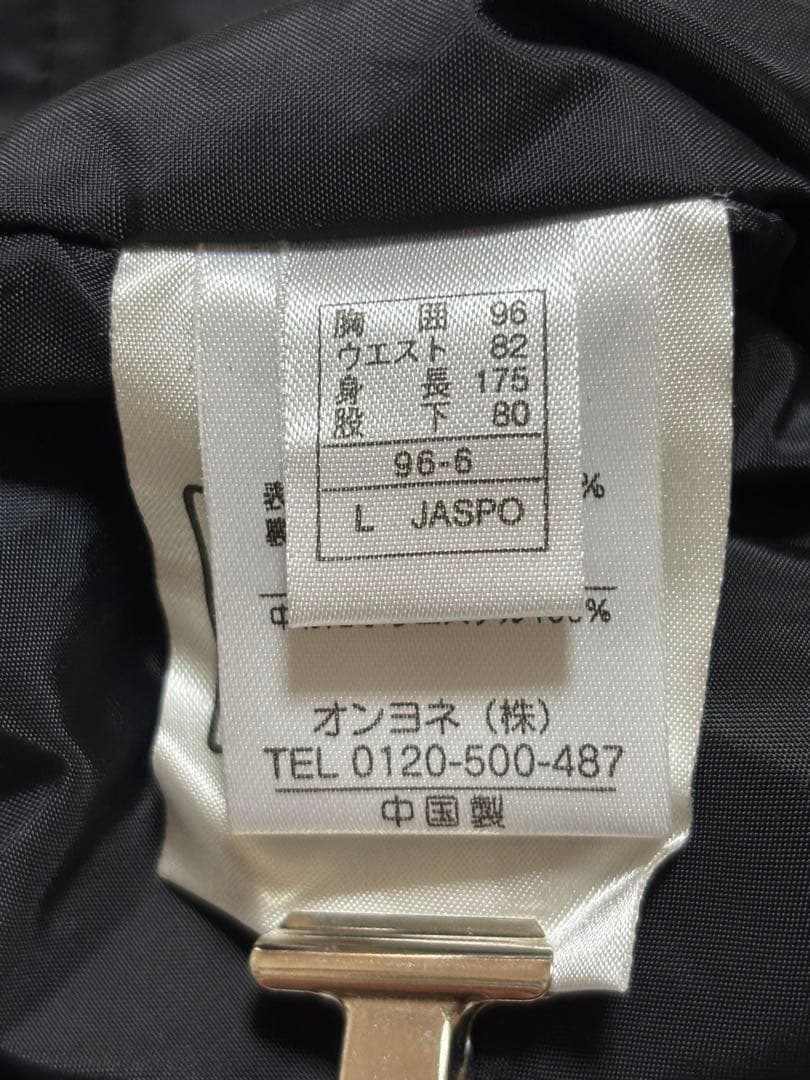 胸囲 96
ウエスト 82
身長 175
股下 80
96-6
L JASPO
%
%
オンヨネ（株）
TEL 0120-500-487
中国製